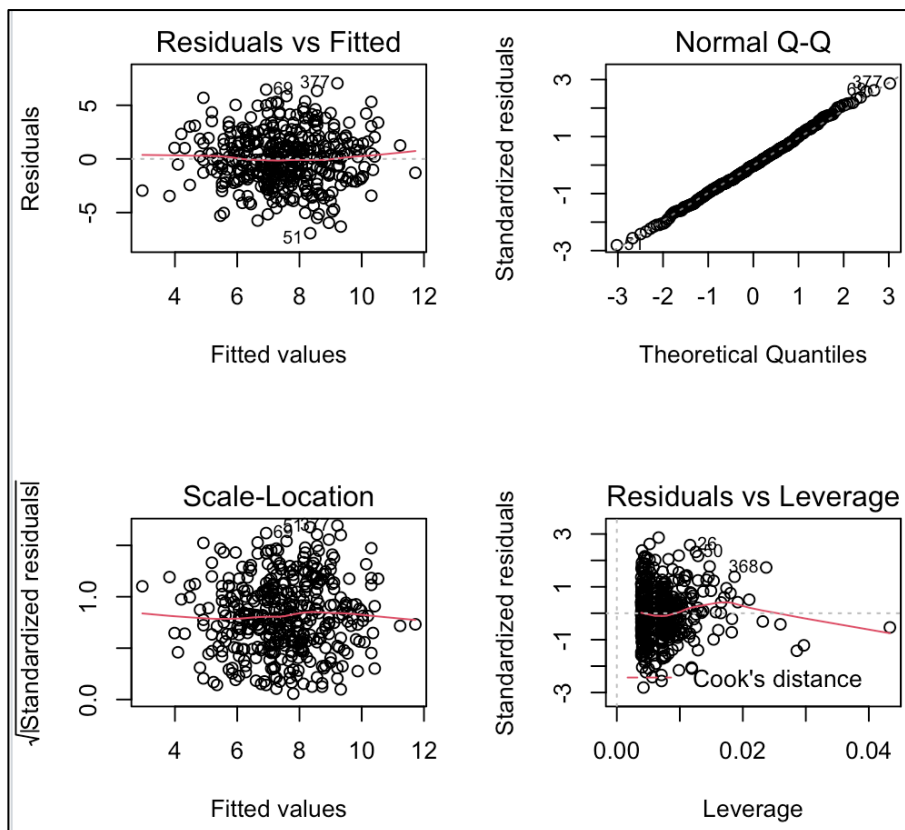 Residuals vs Fitted
Residuals
5
0
-5
69
377
51
4 6 8 10 12
Fitted values
Normal Q-Q
Standardized residuals
3
1
-1
-3
377
-3 -2 -1 0 1 2 3
Theoretical Quantiles
Scale-Location
√|Standardized residuals|
1.0
0.0
4 6 8 10 12
Fitted values
Residuals vs Leverage
Standardized residuals
3
1
-1
-3
26
368
Cook's distance
0.00 0.02 0.04
Leverage